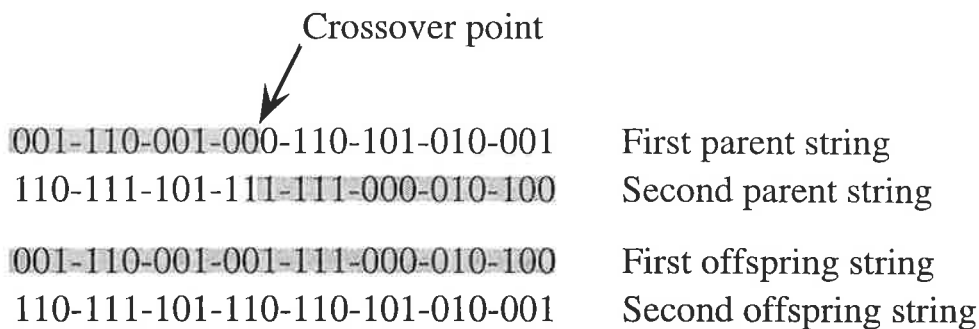 Crossover point
001-110-001-000-110-101-010-001 First parent string
110-111-101-111-111-000-010-100 Second parent string
001-110-001-001-111-000-010-100 First offspring string
110-111-101-110-110-101-010-001 Second offspring string